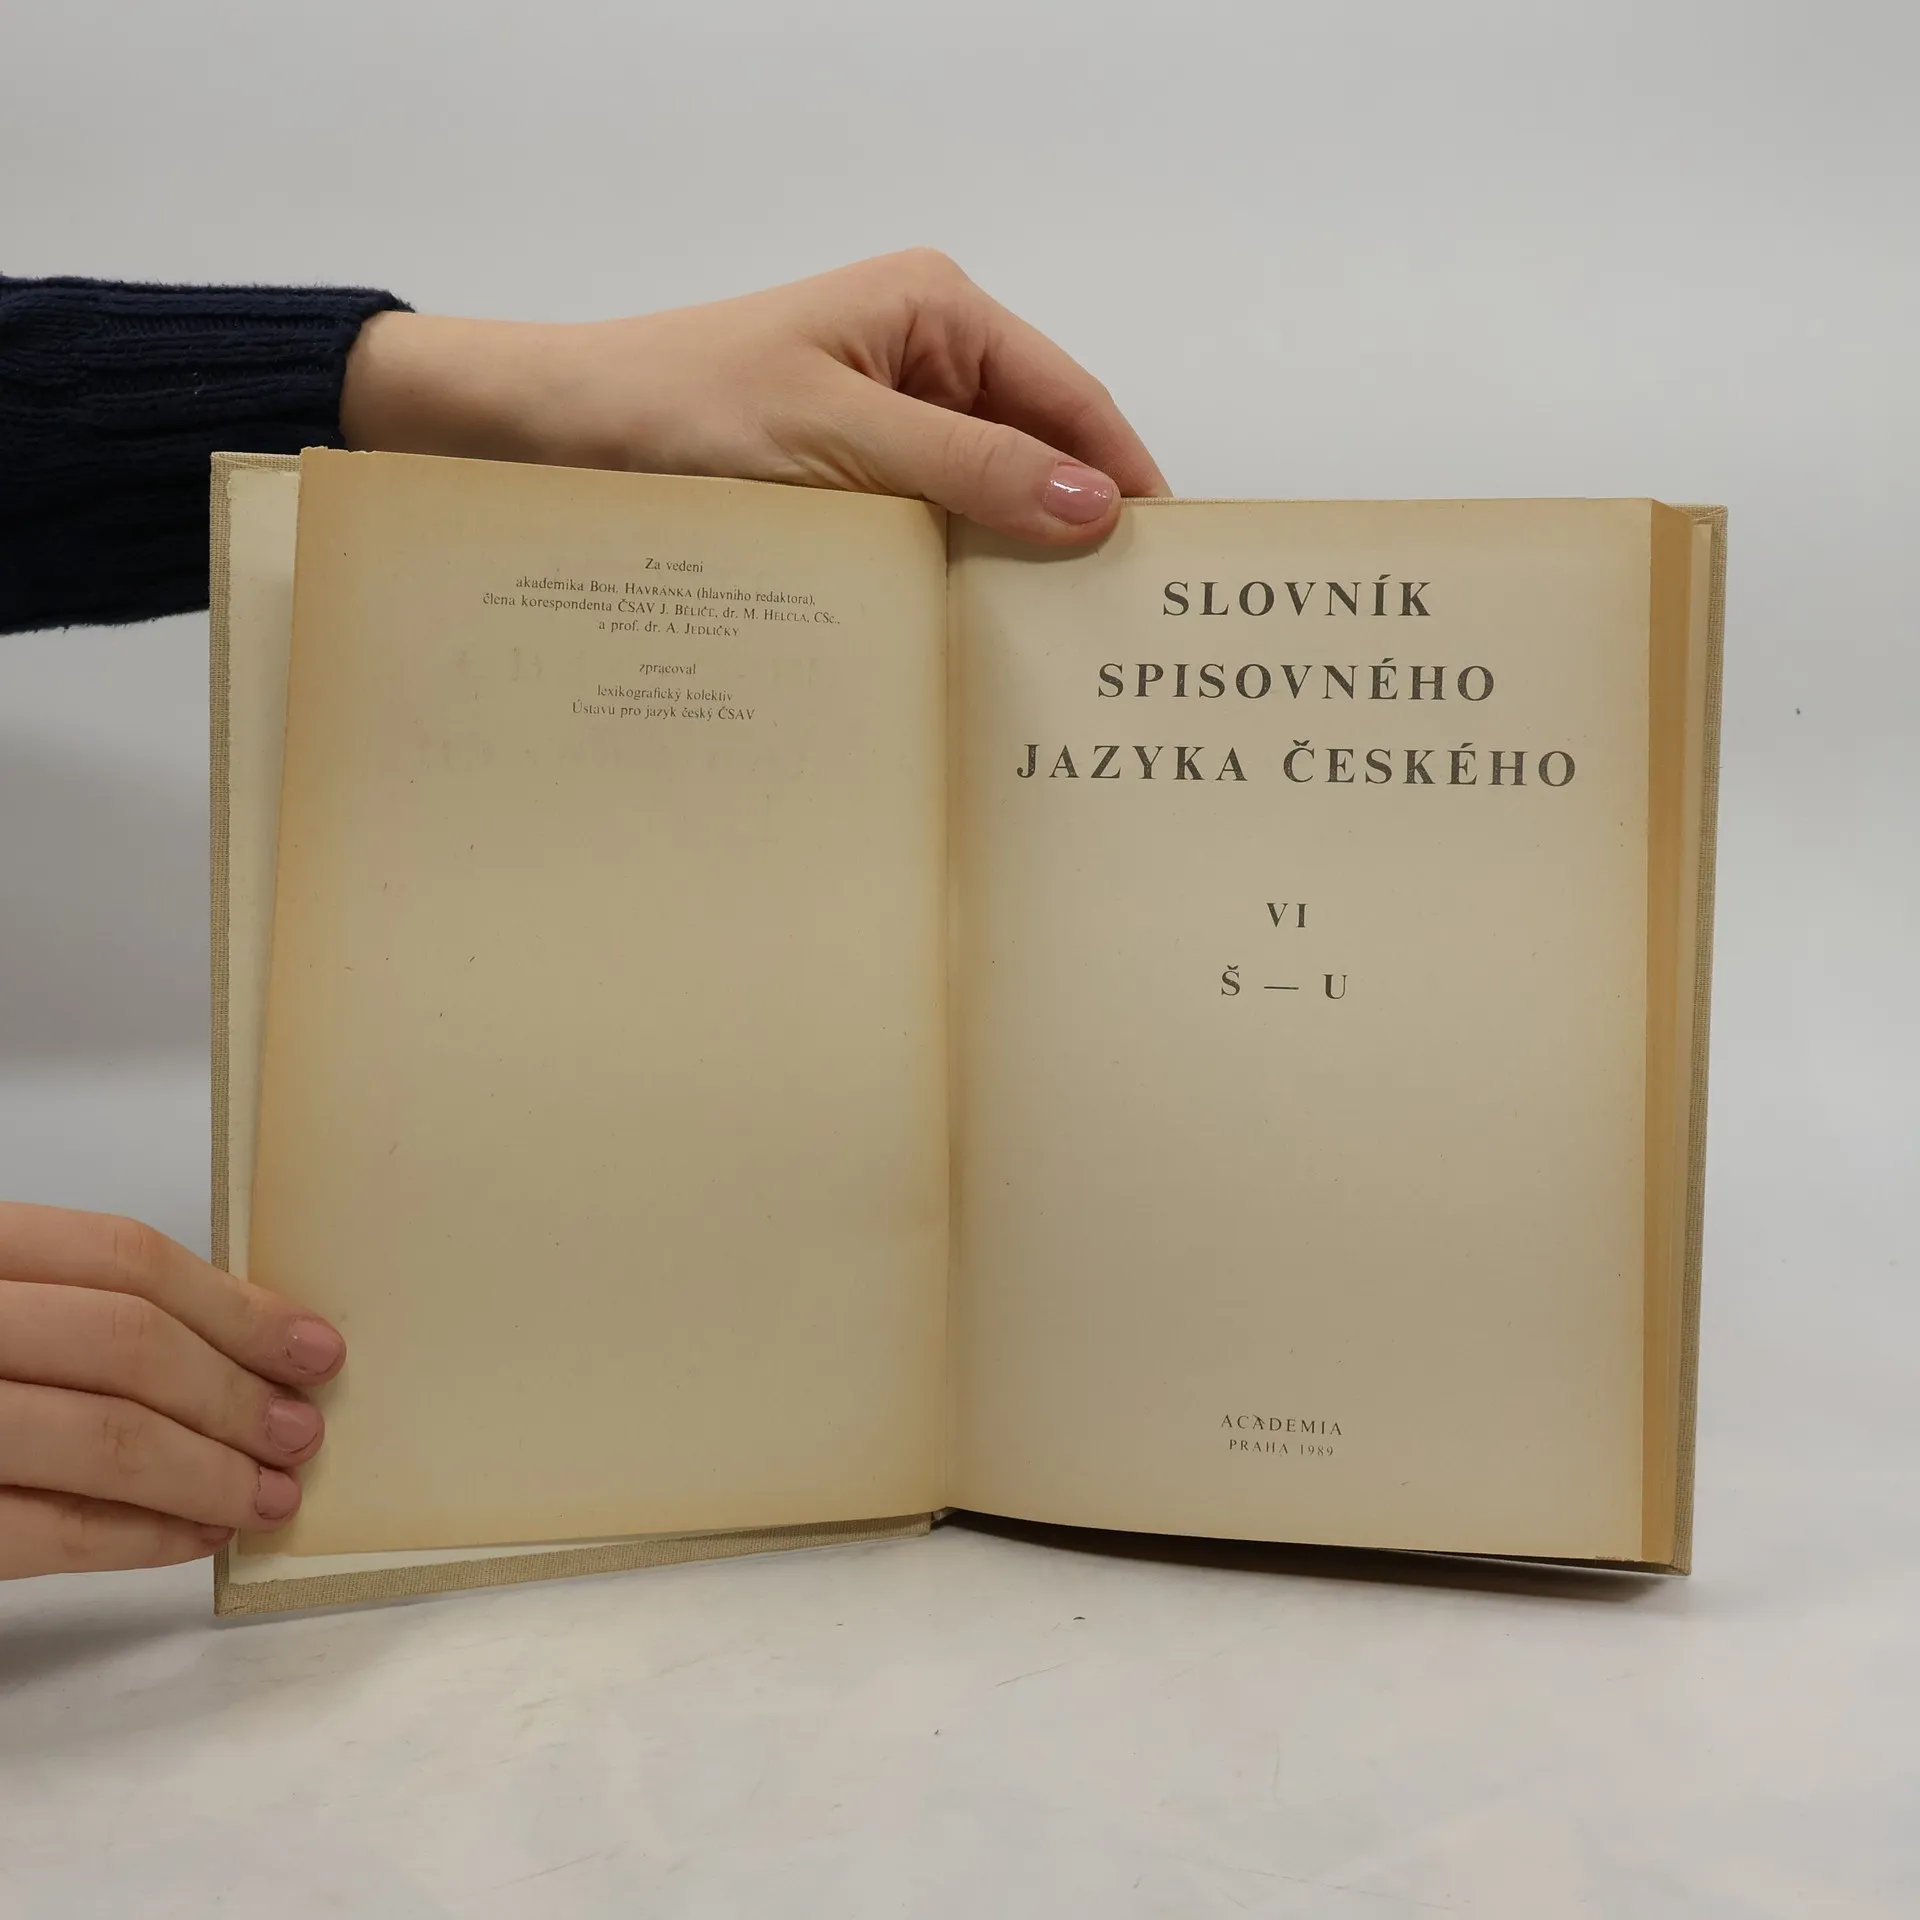 Za vedení
akademika BOH. HAVRÁNKA (hlavního redaktora),
člena korespondenta ČSAV J. BĚLIČE, dr. M. HELCLA, CSc.,
a prof. dr. A. JEDLIČKY
zpracoval
lexikografický kolektiv
Ústavu pro jazyk český ČSAV
SLOVNÍK
SPISOVNÉHO
JAZYKA ČESKÉHO
VI
Š — U
ACADEMIA
PRAHA 1989